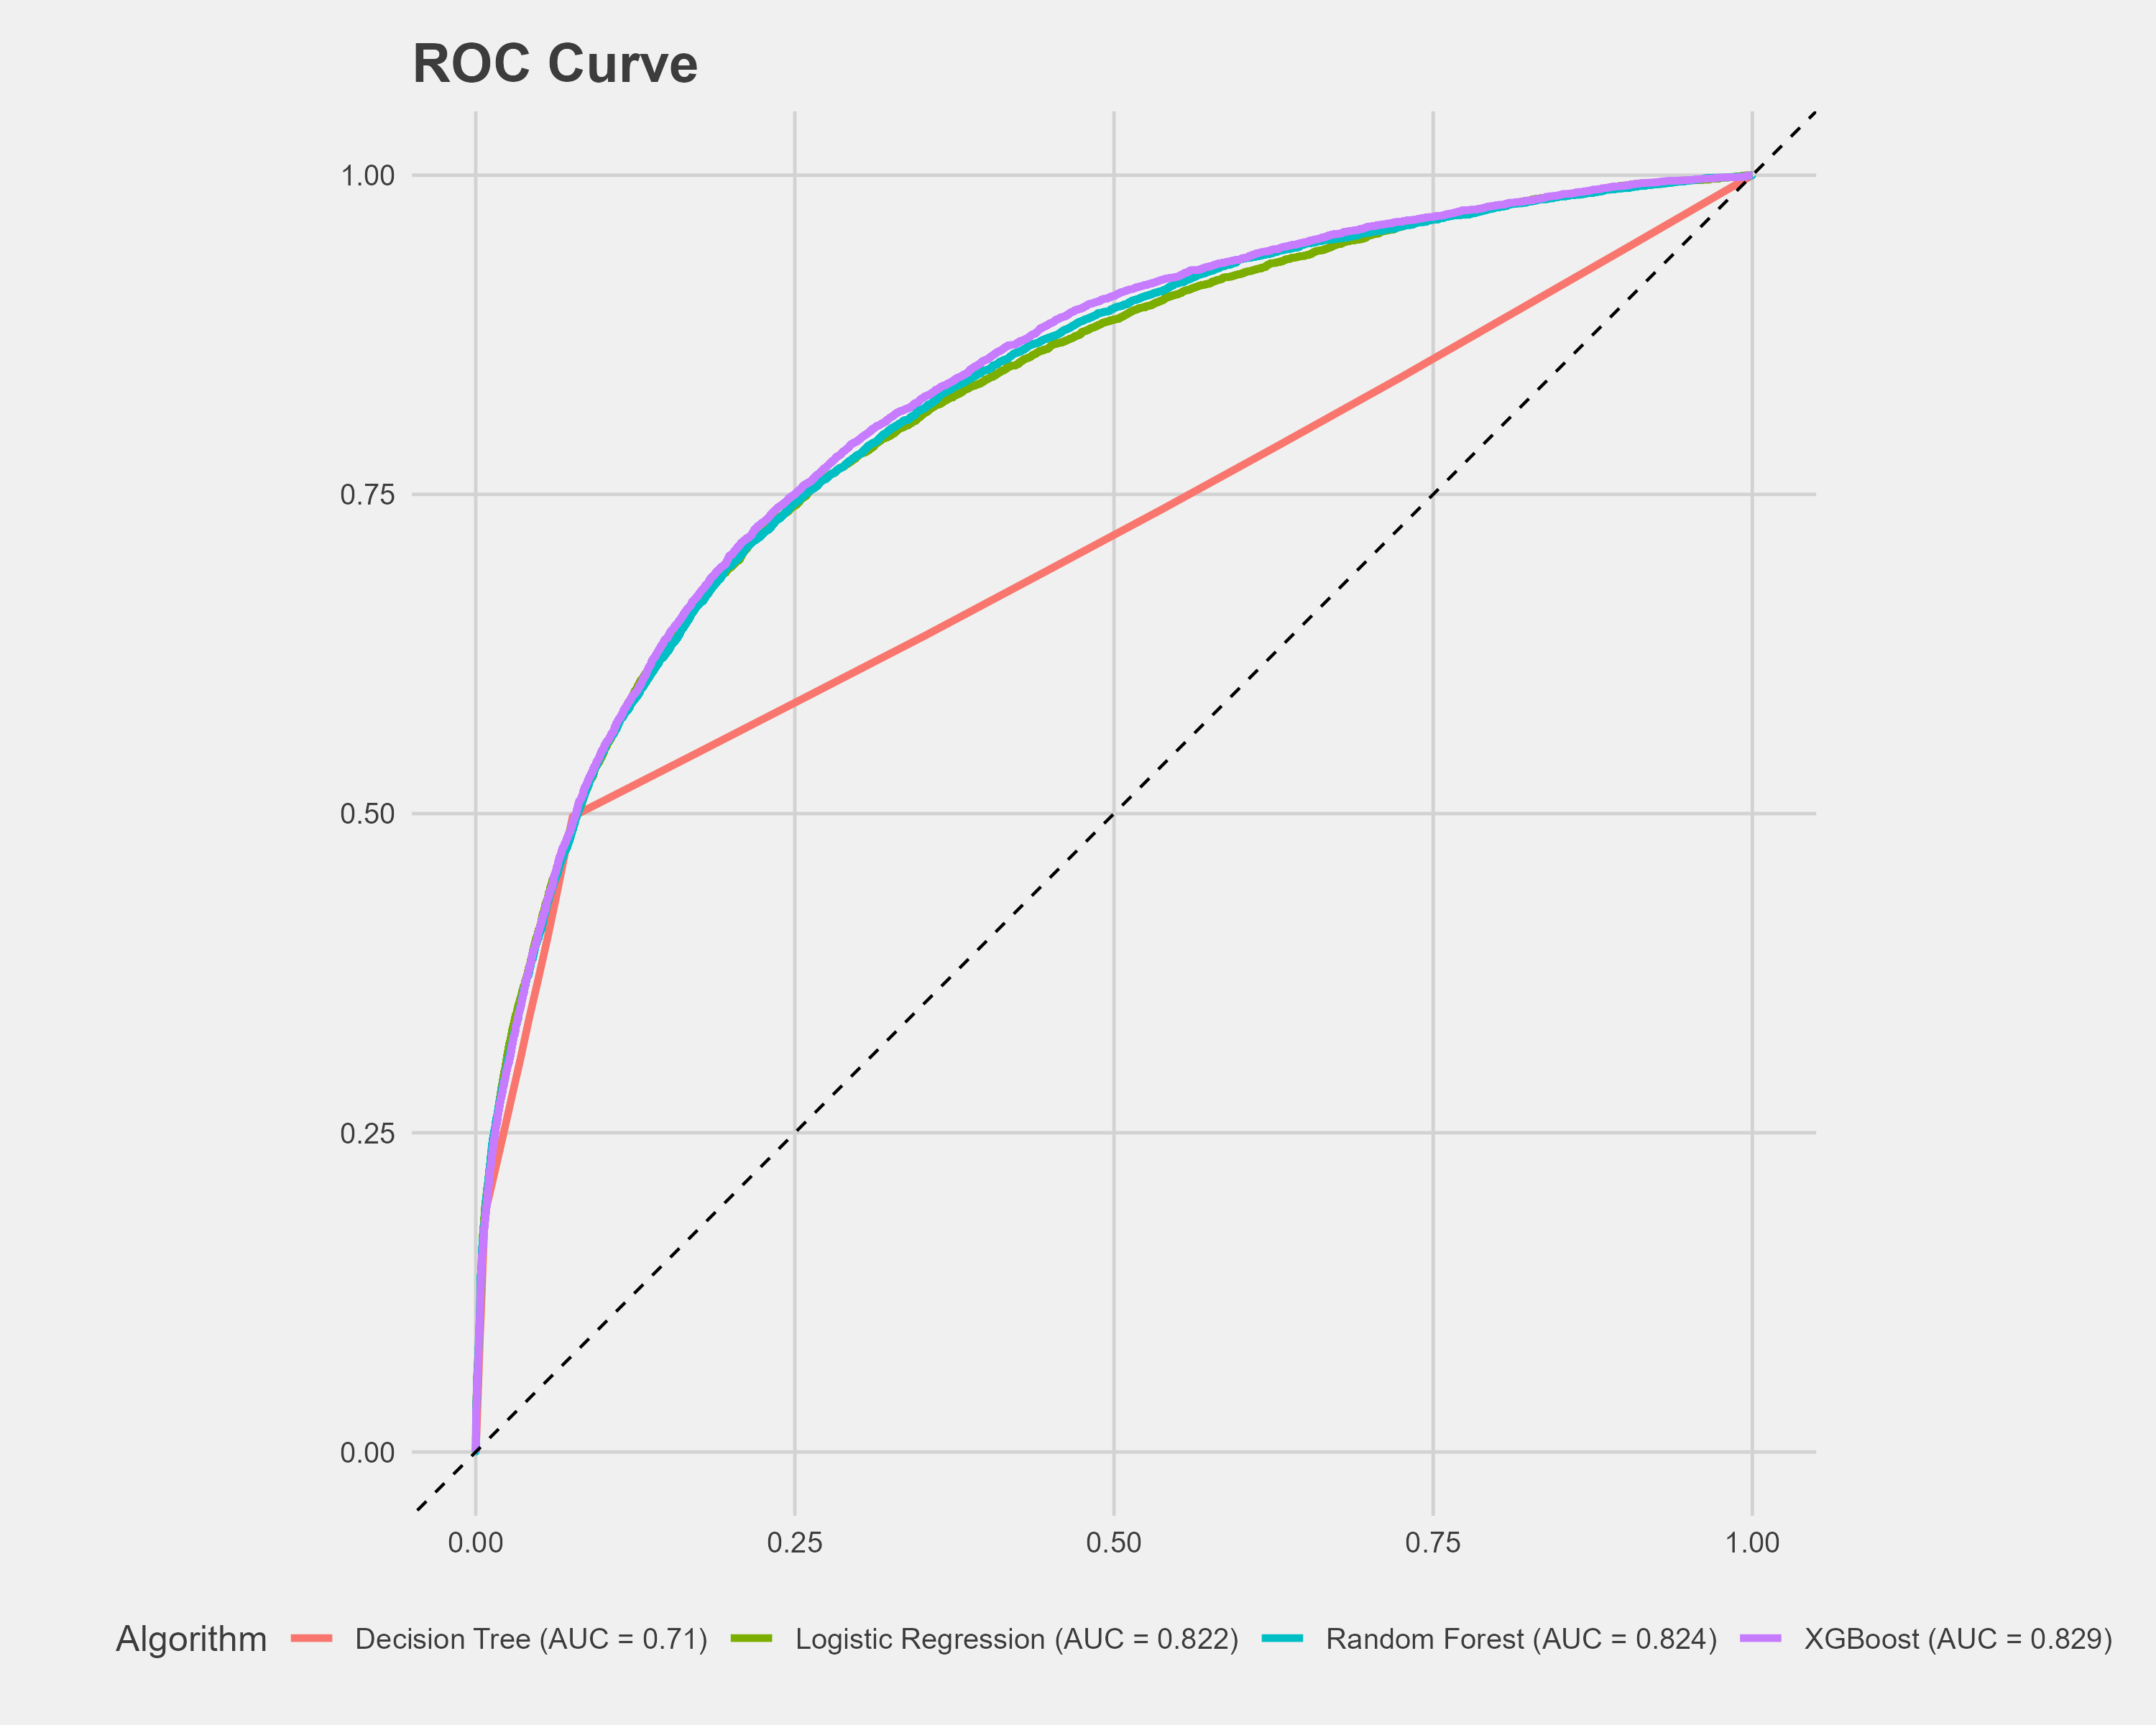 ROC Curve
1.00
0.75
0.50
0.25
0.00
0.00 0.25 0.50 0.75 1.00
Algorithm Decision Tree (AUC = 0.71) Logistic Regression (AUC = 0.822) Random Forest (AUC = 0.824) XGBoost (AUC = 0.829)